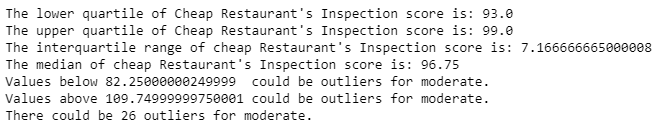 The lower quartile of Cheap Restaurant's Inspection score is: 93.0
The upper quartile of Cheap Restaurant's Inspection score is: 99.0
The interquartile range of cheap Restaurant's Inspection score is: 7.166666665000008
The median of cheap Restaurant's Inspection score is: 96.75
Values below 82.25000000249999  could be outliers for moderate.
Values above 109.74999999750001 could be outliers for moderate.
There could be 26 outliers for moderate.